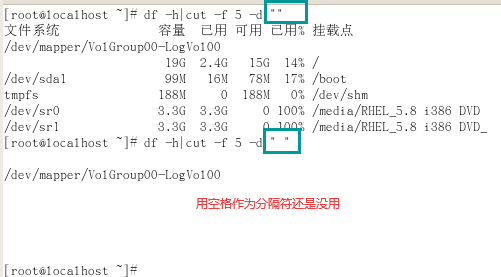 [root@localhost ~]# df -h|cut -f 5 -d ""
文件系统 容量 已用 可用 已用% 挂载点
/dev/mapper/VolGroup00-LogVol00
19G 2.4G 15G 14% /
/dev/sda1 99M 16M 78M 17% /boot
tmpfs 188M 0 188M 0% /dev/shm
/dev/sr0 3.3G 3.3G 0 100% /media/RHEL_5.8 i386 DVD
/dev/sr1 3.3G 3.3G 0 100% /media/RHEL_5.8 i386 DVD_
[root@localhost ~]# df -h|cut -f 5 -d " "
/dev/mapper/VolGroup00-LogVol00
用空格作为分隔符还是没用
[root@localhost ~]#